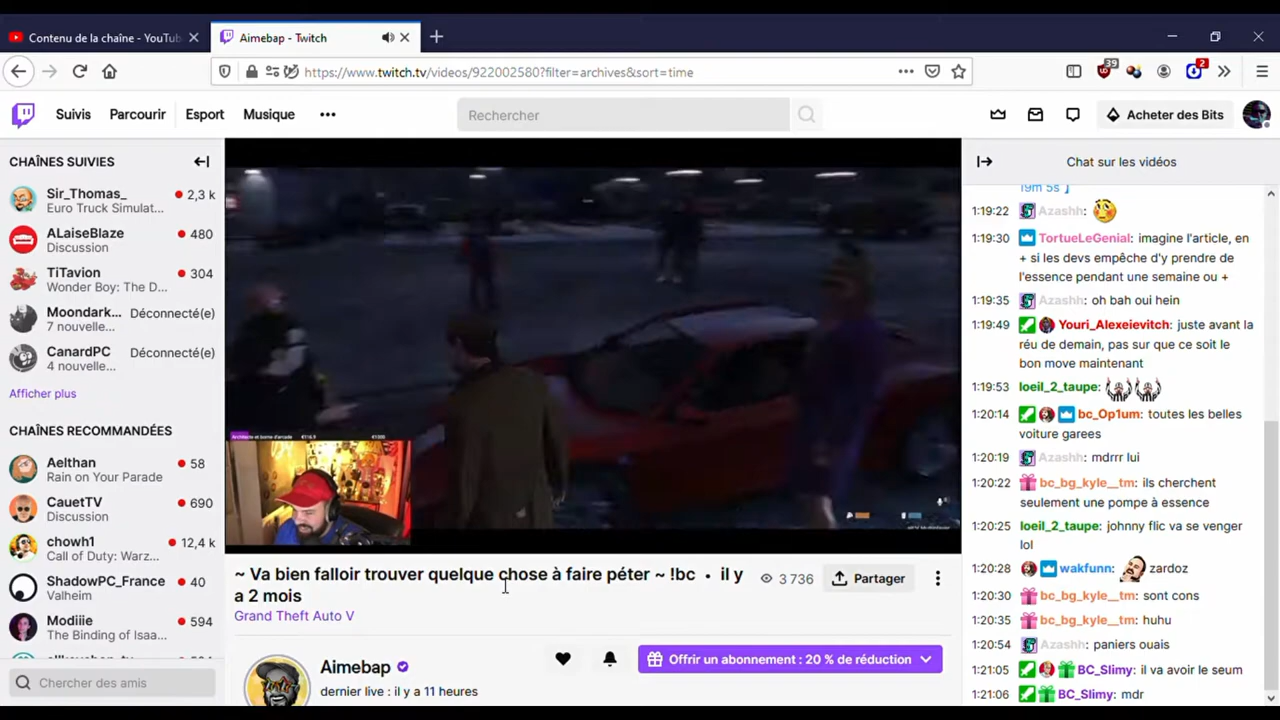 Contenu de la chaîne - YouTub
Aimebap - Twitch
https://www.twitch.tv/videos/922002580?filter=archives&sort=time
39
2
Suivis
Parcourir
Esport
Musique
Rechercher
Acheter des Bits
CHAÎNES SUIVIES
Sir_Thomas_
2,3 k
Euro Truck Simulat...
ALaiseBlaze
480
Discussion
TiTavion
304
Wonder Boy: The D...
Moondark...
Déconnecté(e)
7 nouvelle...
CanardPC
Déconnecté(e)
4 nouvelle...
Afficher plus
CHAÎNES RECOMMANDÉES
Aelthan
58
Rain on Your Parade
CauetTV
690
Discussion
chowh1
12,4 k
Call of Duty: Warz...
ShadowPC_France
40
Valheim
Modiiie
594
The Binding of Isaa...
Chercher des amis
~ Va bien falloir trouver quelque chose à faire péter ~ !bc • il y
a 2 mois
3 736
Partager
Grand Theft Auto V
Aimebap
dernier live : il y a 11 heures
Offrir un abonnement : 20 % de réduction
Chat sur les vidéos
19m 5s ]
1:19:22 Azashh:
1:19:30 TortueLeGenial: imagine l'article, en
+ si les devs empêche d'y prendre de
l'essence pendant une semaine ou +
1:19:35 Azashh: oh bah oui hein
1:19:49 Youri_Alexeievitch: juste avant la
réu de demain, pas sur que ce soit le
bon move maintenant
1:19:53 loeil_2_taupe:
1:20:14 bc_Op1um: toutes les belles
voiture garees
1:20:19 Azashh: mdrrr lui
1:20:22 bc_bg_kyle__tm: ils cherchent
seulement une pompe à essence
1:20:25 loeil_2_taupe: johnny flic va se venger
lol
1:20:28 wakfunn: zardoz
1:20:30 bc_bg_kyle__tm: sont cons
1:20:35 bc_bg_kyle__tm: huhu
1:20:54 Azashh: paniers ouais
1:21:05 BC_Slimy: il va avoir le seum
1:21:06 BC_Slimy: mdr